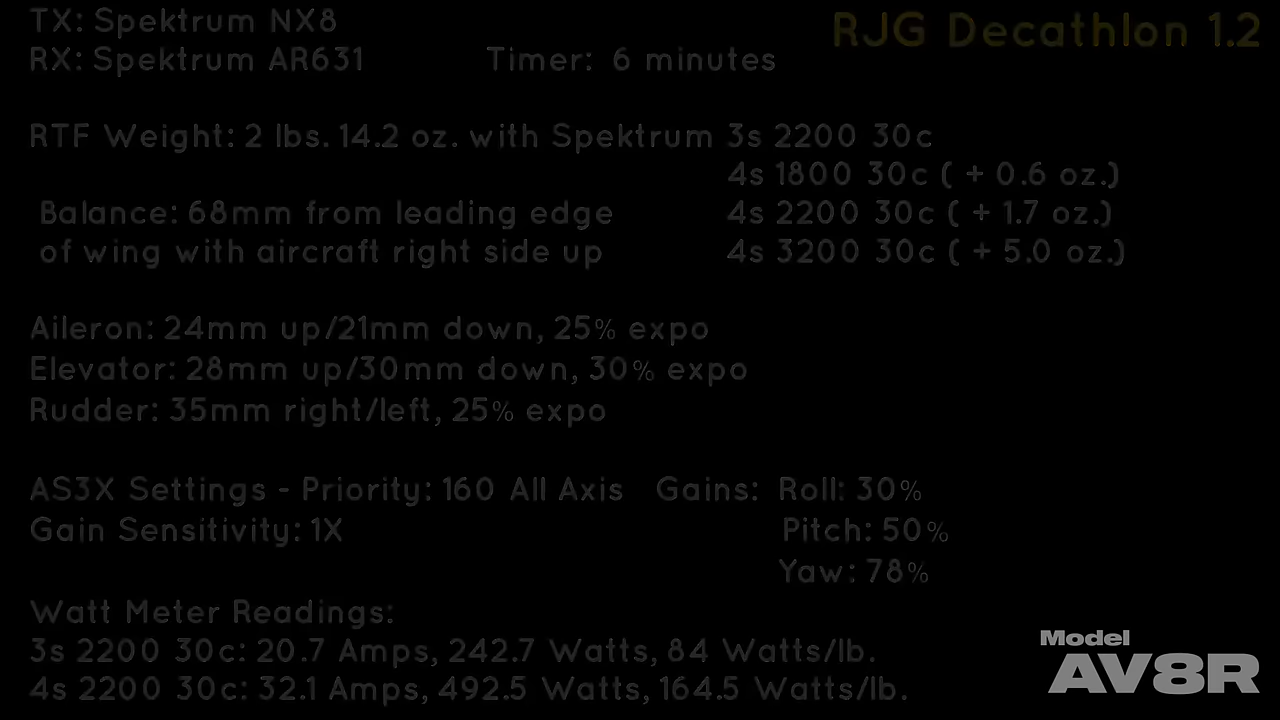 TX: Spektrum NX8
RJG Decathlon 1.2
RX: Spektrum AR631 Timer: 6 minutes
RTF Weight: 2 lbs. 14.2 oz. with Spektrum 3s 2200 30c
4s 1800 30c ( + 0.6 oz.)
Balance: 68mm from leading edge 4s 2200 30c ( + 1.7 oz.)
of wing with aircraft right side up 4s 3200 30c ( + 5.0 oz.)
Aileron: 24mm up/21mm down, 25% expo
Elevator: 28mm up/30mm down, 30% expo
Rudder: 35mm right/left, 25% expo
AS3X Settings - Priority: 160 All Axis Gains: Roll: 30%
Gain Sensitivity: 1X Pitch: 50%
Yaw: 78%
Watt Meter Readings:
3s 2200 30c: 20.7 Amps, 242.7 Watts, 84 Watts/lb.
4s 2200 30c: 32.1 Amps, 492.5 Watts, 164.5 Watts/lb.
Model
AV8R